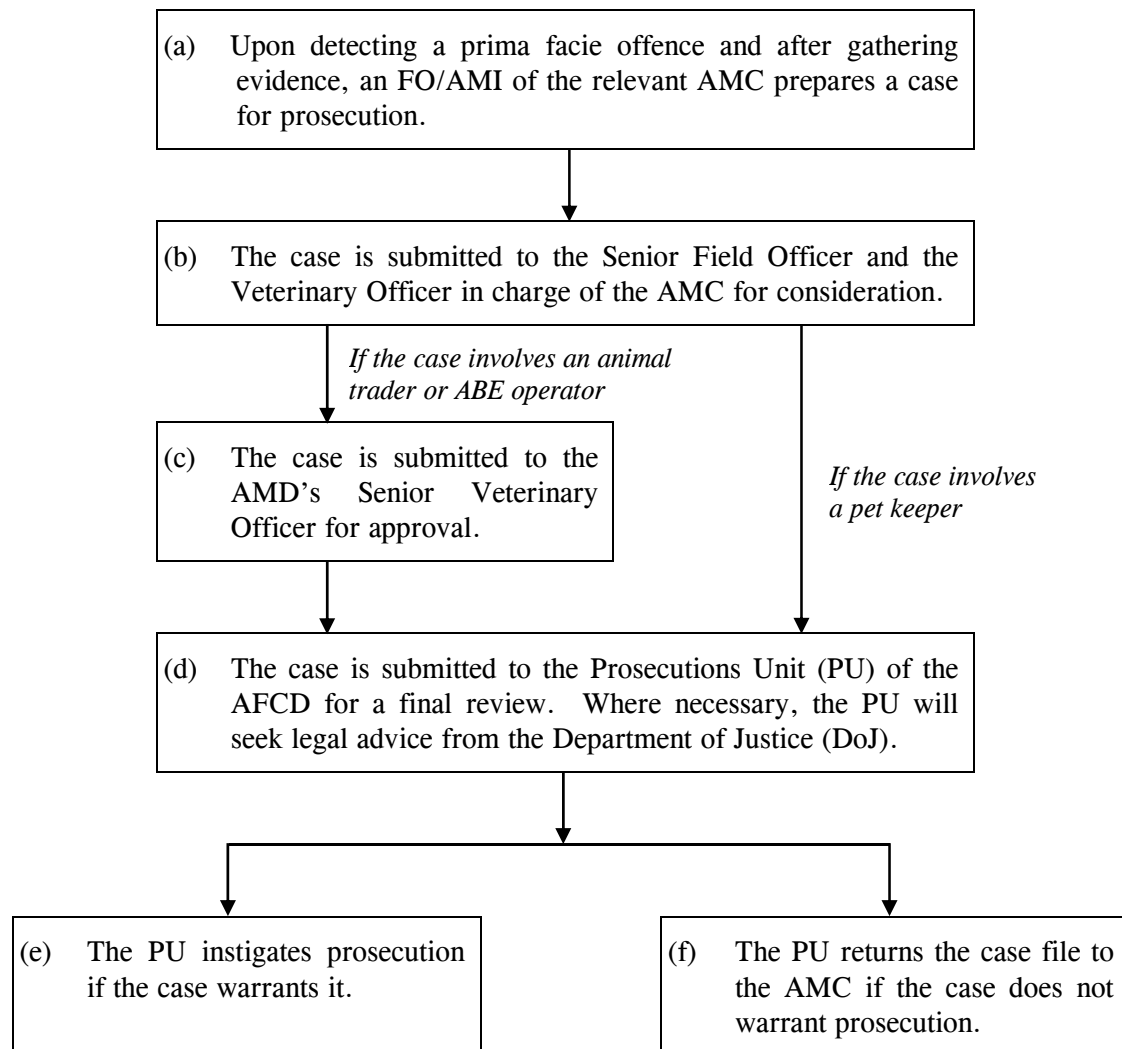 (a) Upon detecting a prima facie offence and after gathering
evidence, an FO/AMI of the relevant AMC prepares a case
for prosecution.
(b) The case is submitted to the Senior Field Officer and the
Veterinary Officer in charge of the AMC for consideration.
If the case involves an animal
trader or ABE operator
(c) The case is submitted to the
AMD's Senior Veterinary
Officer for approval.
If the case involves
a pet keeper
(d) The case is submitted to the Prosecutions Unit (PU) of the
AFCD for a final review. Where necessary, the PU will
seek legal advice from the Department of Justice (DoJ).
(e) The PU instigates prosecution
if the case warrants it.
(f) The PU returns the case file to
the AMC if the case does not
warrant prosecution.